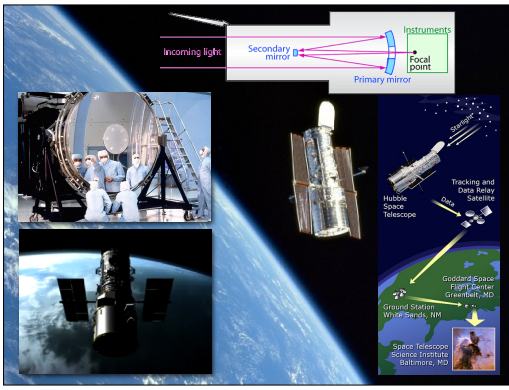 Instruments
Incoming light
Secondary
mirror
Focal
point
Primary mirror
Starlight
Hubble
Space
Telescope
Tracking and
Data Relay
Satellite
Data
Goddard Space
Flight Center
Greenbelt, MD
Ground Station
White Sands, NM
Space Telescope
Science Institute
Baltimore, MD